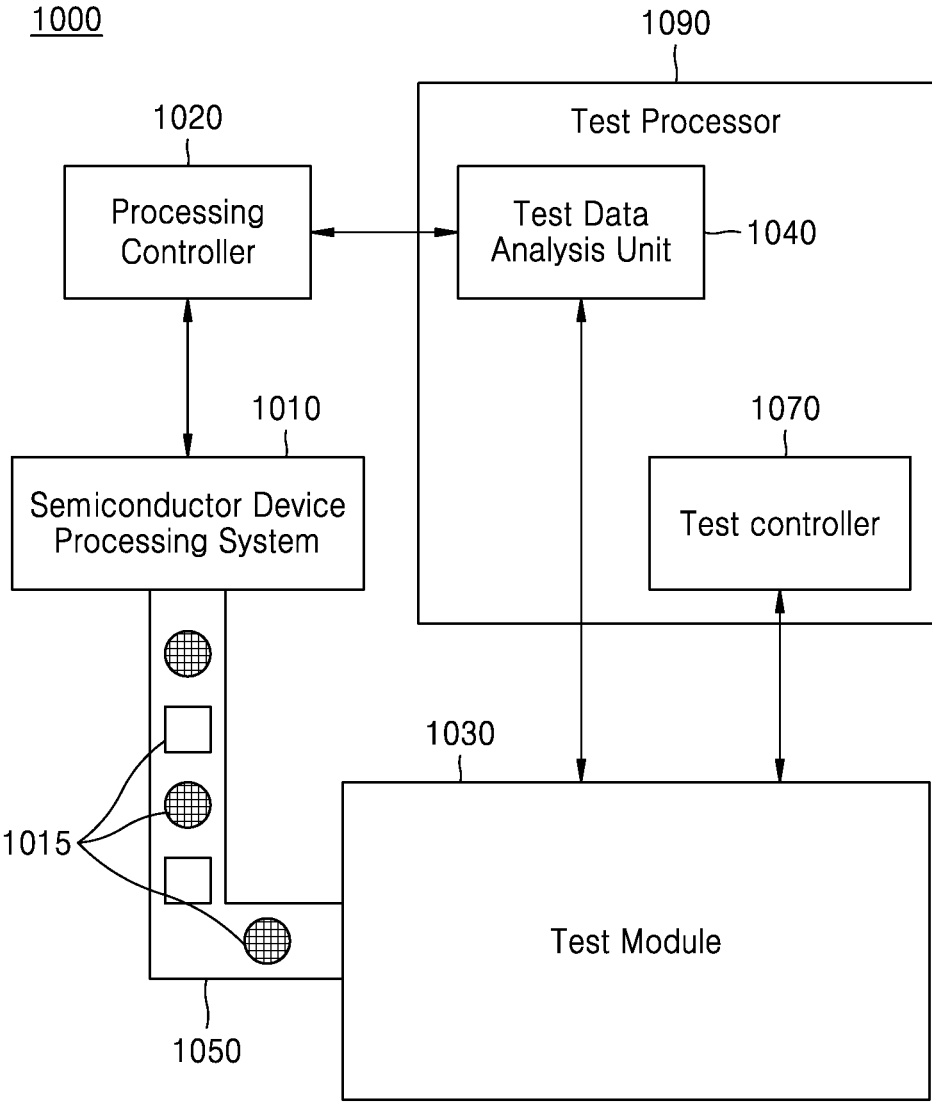 1000
1090
Test Processor
1020
Processing
Controller
Test Data
Analysis Unit
1040
1010
1070
Semiconductor Device
Processing System
Test controller
1030
1015
Test Module
1050